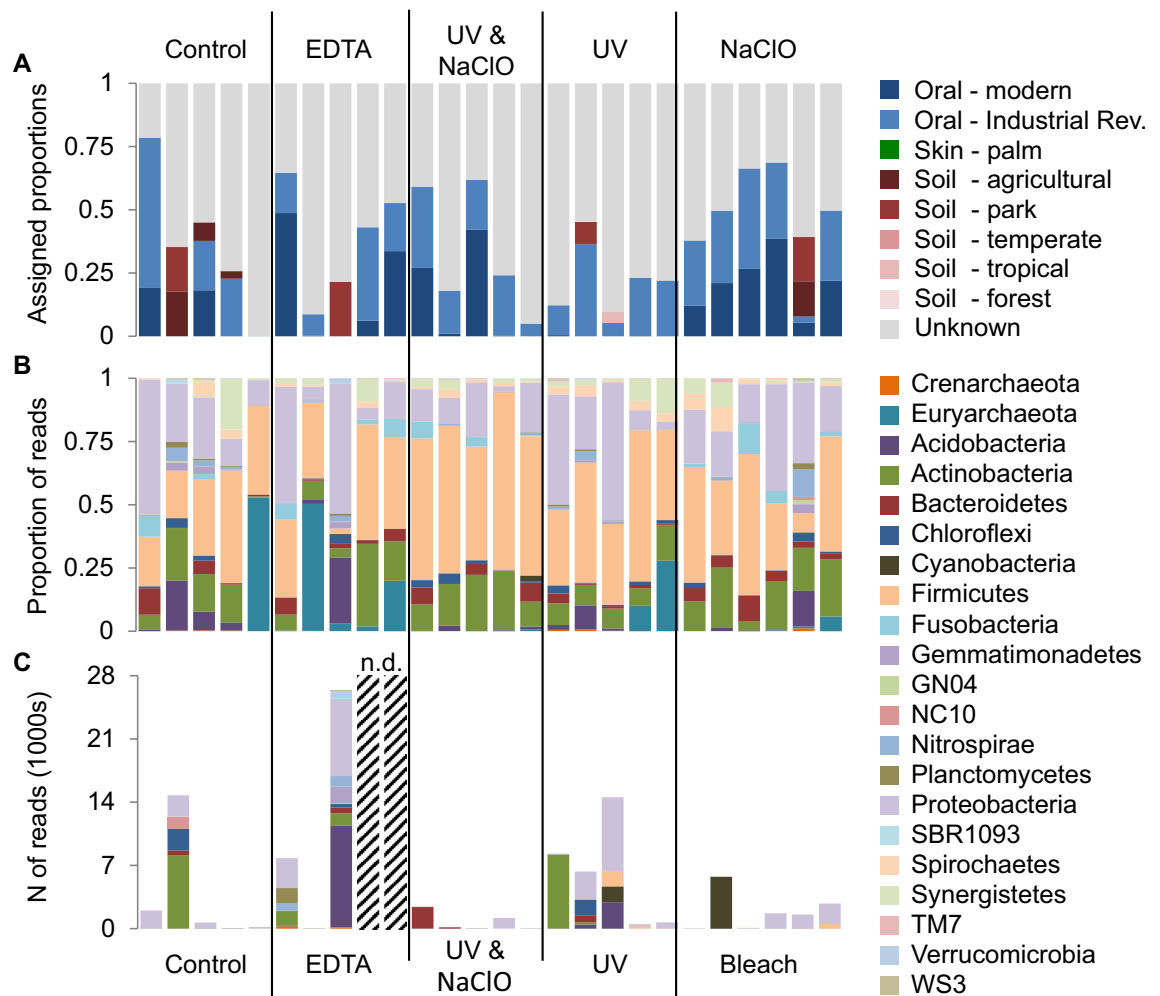 A
Control
EDTA
UV &
NaClO
UV
NaClO
Assigned proportions
1
0.75
0.5
0.25
0
Oral - modern
Oral - Industrial Rev.
Skin - palm
Soil - agricultural
Soil - park
Soil - temperate
Soil - tropical
Soil - forest
Unknown
B
Proportion of reads
1
0.75
0.5
0.25
0
Crenarchaeota
Euryarchaeota
Acidobacteria
Actinobacteria
Bacteroidetes
Chloroflexi
Cyanobacteria
Firmicutes
Fusobacteria
Gemmatimonadetes
GN04
NC10
Nitrospirae
Planctomycetes
Proteobacteria
SBR1093
Spirochaetes
Synergistetes
TM7
Verrucomicrobia
WS3
C
n.d.
N of reads (1000s)
28
21
14
7
0
Control
EDTA
UV &
NaClO
UV
Bleach